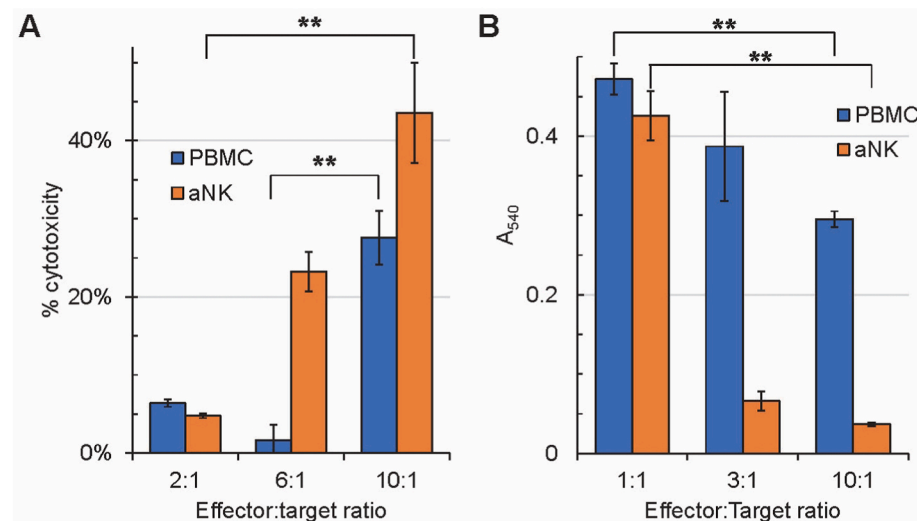 A
**
40%
PBMC
aNK
**
% cytotoxicity
20%
0%
2:1 6:1 10:1
Effector:target ratio
B
**
**
PBMC
aNK
0.4
A540
0.2
0
1:1 3:1 10:1
Effector:Target ratio